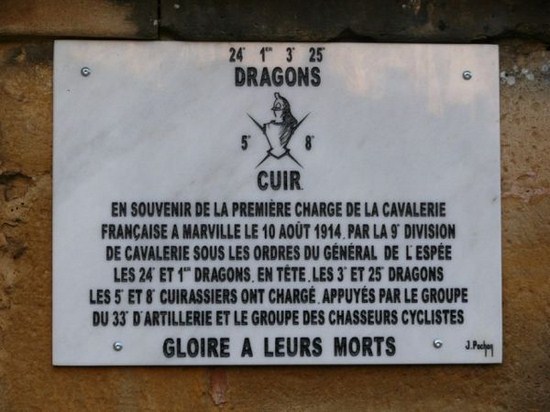 24ᵉ 1ᵉʳ 3ᵉ 25ᵉ
DRAGONS
5ᵉ 8ᵉ
CUIR.
EN SOUVENIR DE LA PREMIÈRE CHARGE DE LA CAVALERIE
FRANÇAISE A MARVILLE LE 10 AOÛT 1914. PAR LA 9ᵉ DIVISION
DE CAVALERIE SOUS LES ORDRES DU GÉNÉRAL DE L'ESPÉE
LES 24ᵉ ET 1ᵉʳ DRAGONS. EN TÊTE. LES 3ᵉ ET 25ᵉ DRAGONS
LES 5ᵉ ET 8ᵉ CUIRASSIERS ONT CHARGÉ. APPUYÉS PAR LE GROUPE
DU 33ᵉ D'ARTILLERIE ET LE GROUPE DES CHASSEURS CYCLISTES
GLOIRE A LEURS MORTS
J.